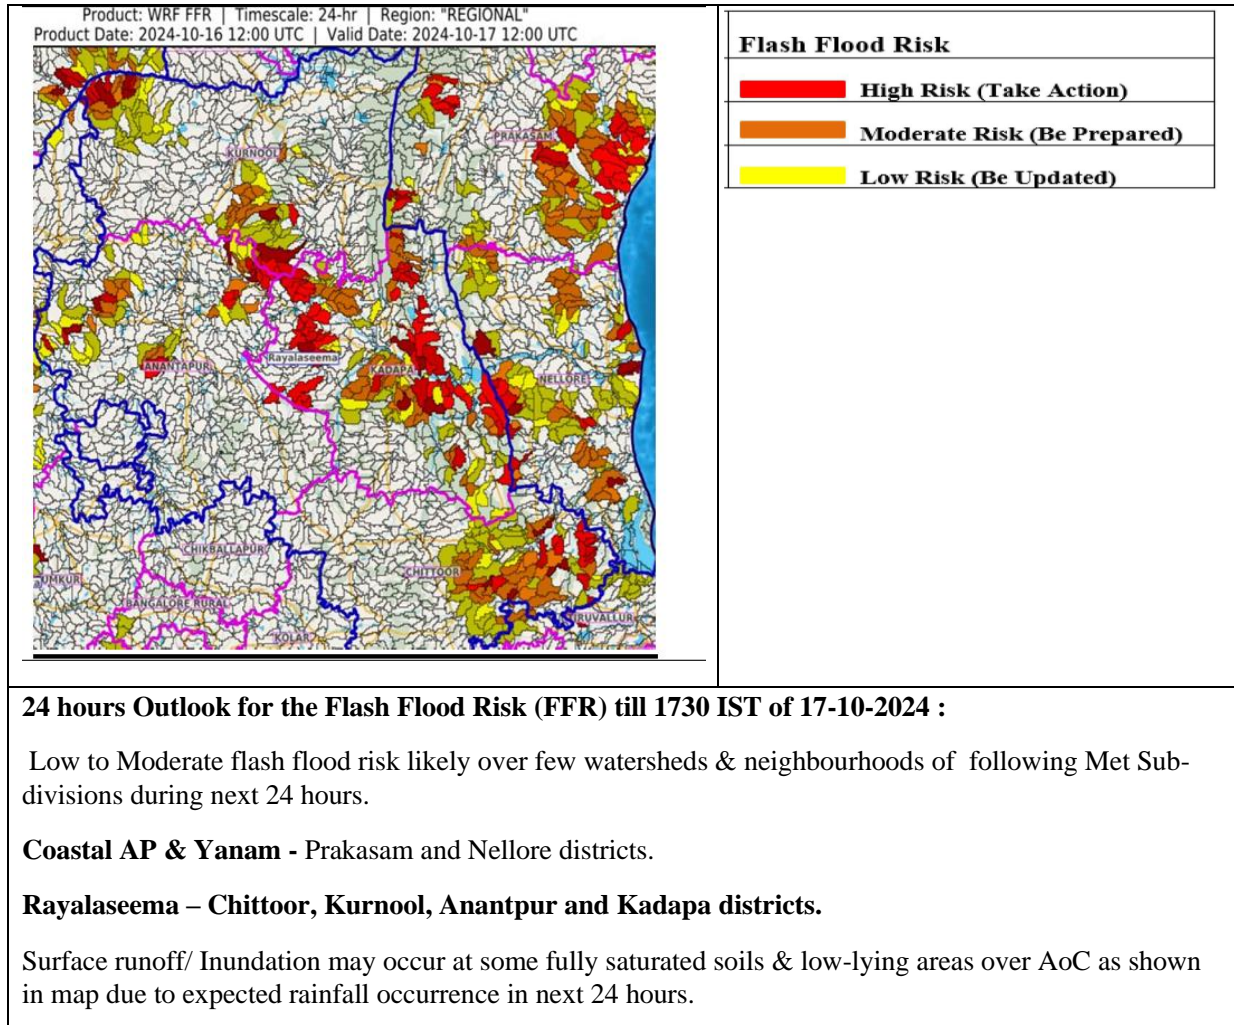 Product: WRF FFR | Timescale: 24-hr | Region: "REGIONAL"
Product Date: 2024-10-16 12:00 UTC | Valid Date: 2024-10-17 12:00 UTC
PRAKASAM
KURNOOL
Rayalaseema
ANANTAPUR
KADAPA
NELLORE
CHIKBALLAPUR
CHITTOOR
UMKUR
BANGALORE RURAL
IRUVALLUR
KOLAR
Flash Flood Risk
High Risk (Take Action)
Moderate Risk (Be Prepared)
Low Risk (Be Updated)
24 hours Outlook for the Flash Flood Risk (FFR) till 1730 IST of 17-10-2024 :
Low to Moderate flash flood risk likely over few watersheds & neighbourhoods of following Met Sub-
divisions during next 24 hours.
Coastal AP & Yanam - Prakasam and Nellore districts.
Rayalaseema – Chittoor, Kurnool, Anantpur and Kadapa districts.
Surface runoff/ Inundation may occur at some fully saturated soils & low-lying areas over AoC as shown
in map due to expected rainfall occurrence in next 24 hours.